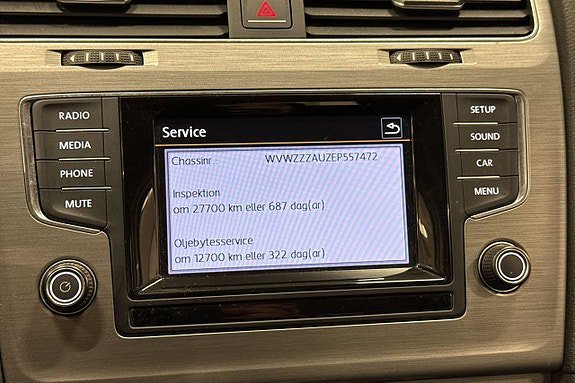 RADIO
MEDIA
PHONE
MUTE
Service
Chassinr.: WVWZZZAUZEP557472
Inspektion
om 27700 km eller 687 dag(ar)
Oljebytesservice
om 12700 km eller 322 dag(ar)
SETUP
SOUND
CAR
MENU